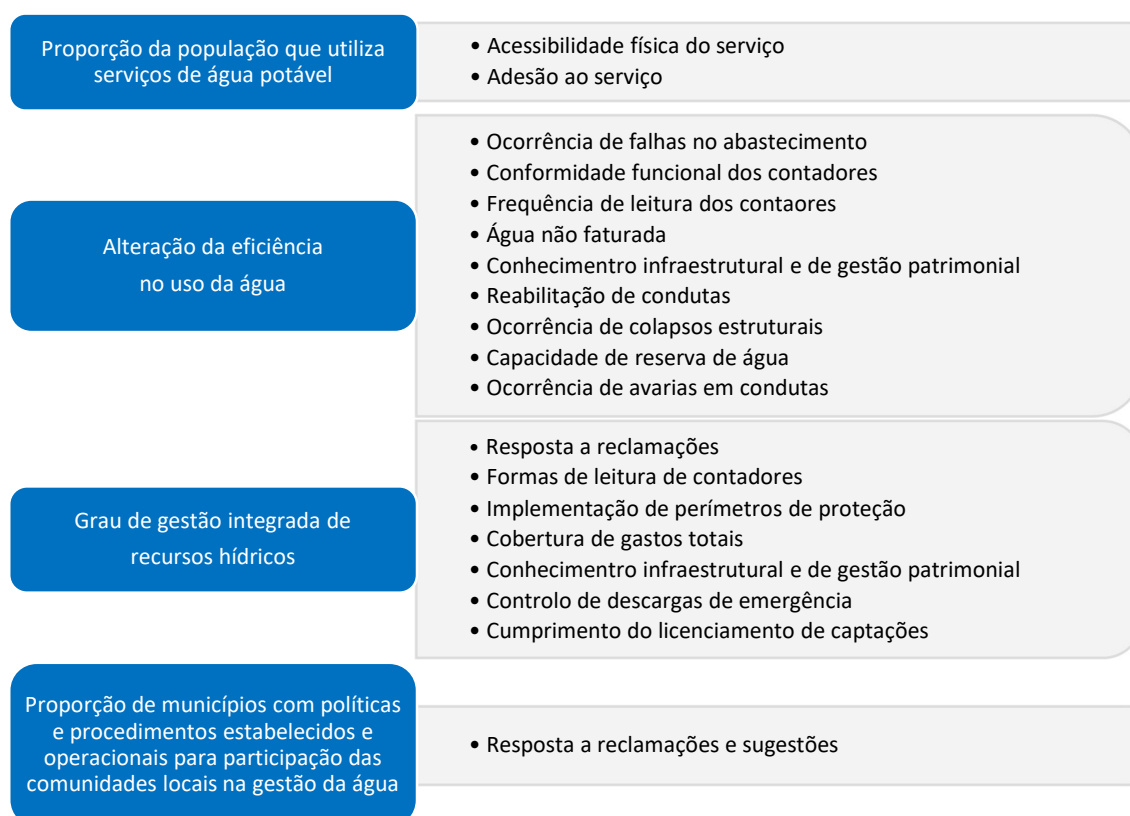 Proporção da população que utiliza
serviços de água potável
• Acessibilidade física do serviço
• Adesão ao serviço
Alteração da eficiência
no uso da água
• Ocorrência de falhas no abastecimento
• Conformidade funcional dos contadores
• Frequência de leitura dos contaores
• Água não faturada
• Conhecimentro infraestrutural e de gestão patrimonial
• Reabilitação de condutas
• Ocorrência de colapsos estruturais
• Capacidade de reserva de água
• Ocorrência de avarias em condutas
Grau de gestão integrada de
recursos hídricos
• Resposta a reclamações
• Formas de leitura de contadores
• Implementação de perímetros de proteção
• Cobertura de gastos totais
• Conhecimentro infraestrutural e de gestão patrimonial
• Controlo de descargas de emergência
• Cumprimento do licenciamento de captações
Proporção de municípios com políticas
e procedimentos estabelecidos e
operacionais para participação das
comunidades locais na gestão da água
• Resposta a reclamações e sugestões